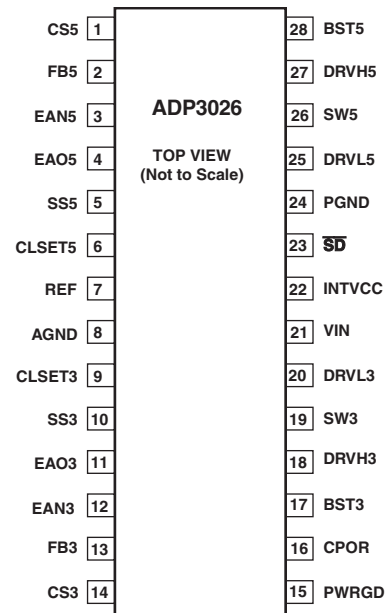 CS5 1
FB5 2
EAN5 3
EAO5 4
SS5 5
CLSET5 6
REF 7
AGND 8
CLSET3 9
SS3 10
EAO3 11
EAN3 12
FB3 13
CS3 14
ADP3026
TOP VIEW
(Not to Scale)
28 BST5
27 DRVH5
26 SW5
25 DRVL5
24 PGND
23 SD
22 INTVCC
21 VIN
20 DRVL3
19 SW3
18 DRVH3
17 BST3
16 CPOR
15 PWRGD